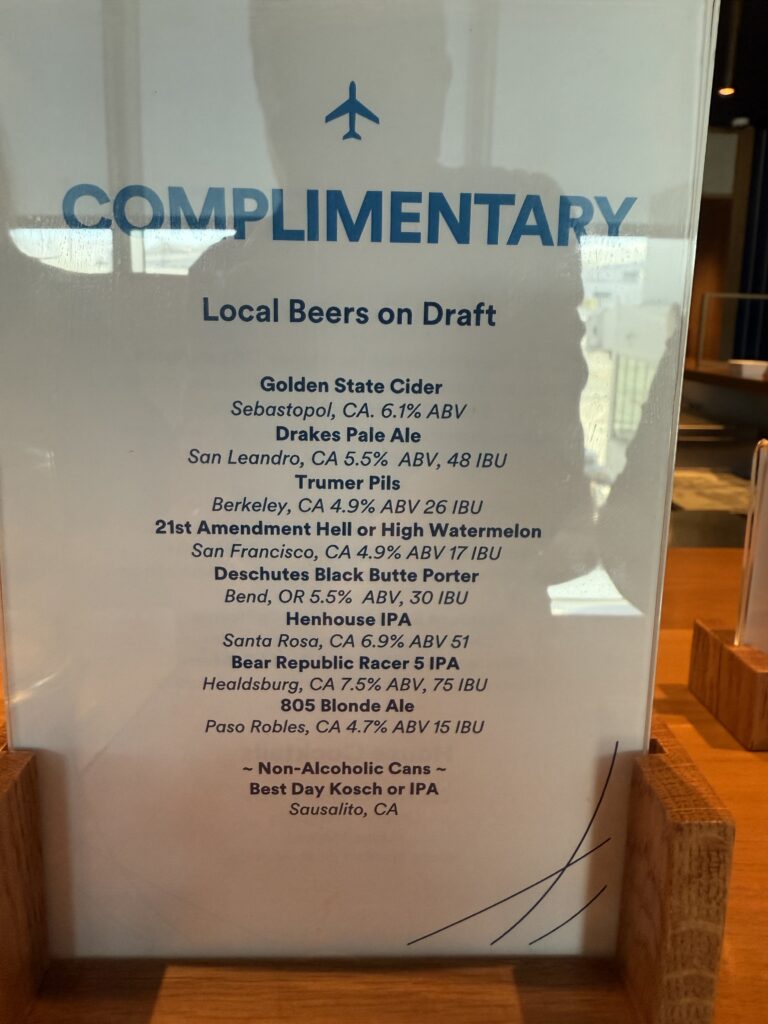 COMPLIMENTARY
Local Beers on Draft
Golden State Cider
Sebastopol, CA. 6.1% ABV
Drakes Pale Ale
San Leandro, CA 5.5% ABV, 48 IBU
Trumer Pils
Berkeley, CA 4.9% ABV 26 IBU
21st Amendment Hell or High Watermelon
San Francisco, CA 4.9% ABV 17 IBU
Deschutes Black Butte Porter
Bend, OR 5.5% ABV, 30 IBU
Henhouse IPA
Santa Rosa, CA 6.9% ABV 51
Bear Republic Racer 5 IPA
Healdsburg, CA 7.5% ABV, 75 IBU
805 Blonde Ale
Paso Robles, CA 4.7% ABV 15 IBU
~ Non-Alcoholic Cans ~
Best Day Kosch or IPA
Sausalito, CA